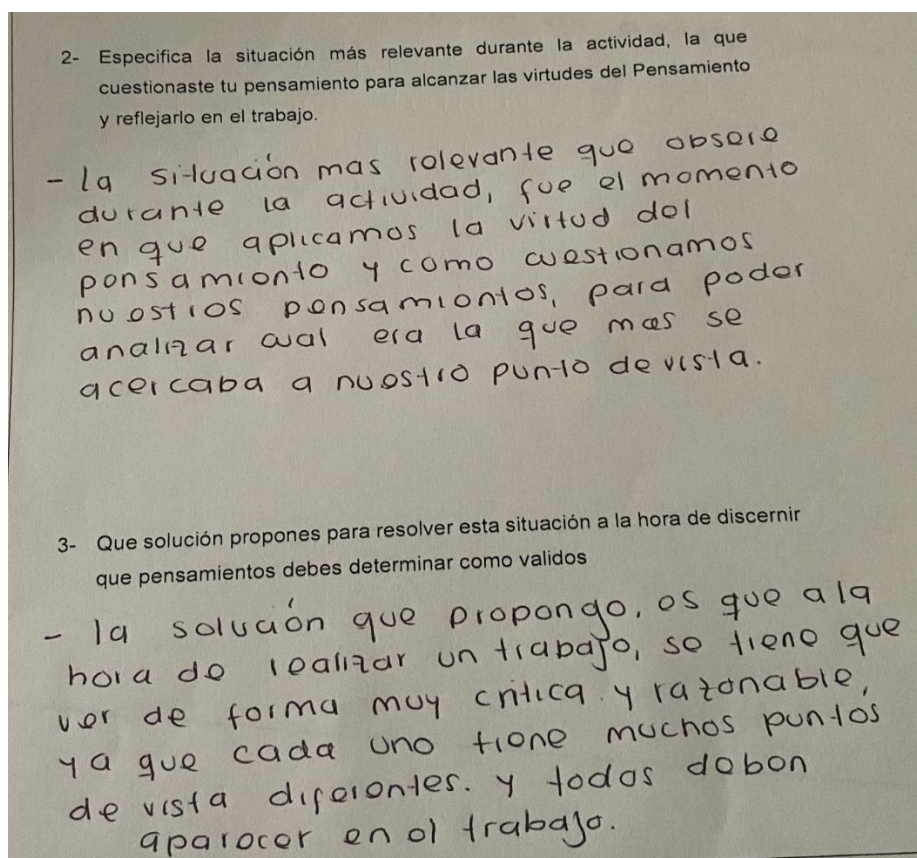 2- Especifica la situación más relevante durante la actividad, la que
cuestionaste tu pensamiento para alcanzar las virtudes del Pensamiento
y reflejarlo en el trabajo.
- la situación mas relevante que obsere
durante la actividad, fue el momento
en que aplicamos la virtud del
pensamiento y como cuestionamos
nuestros pensamientos, para poder
analizar cual era la que mas se
acercaba a nuestro punto de vista.
3- Que solución propones para resolver esta situación a la hora de discernir
que pensamientos debes determinar como validos
- la solución que propongo, es que a la
hora de realizar un trabajo, se tiene que
ver de forma muy critica y razonable,
ya que cada uno tiene muchos puntos
de vista diferentes. y todos deben
aparecer en el trabajo.